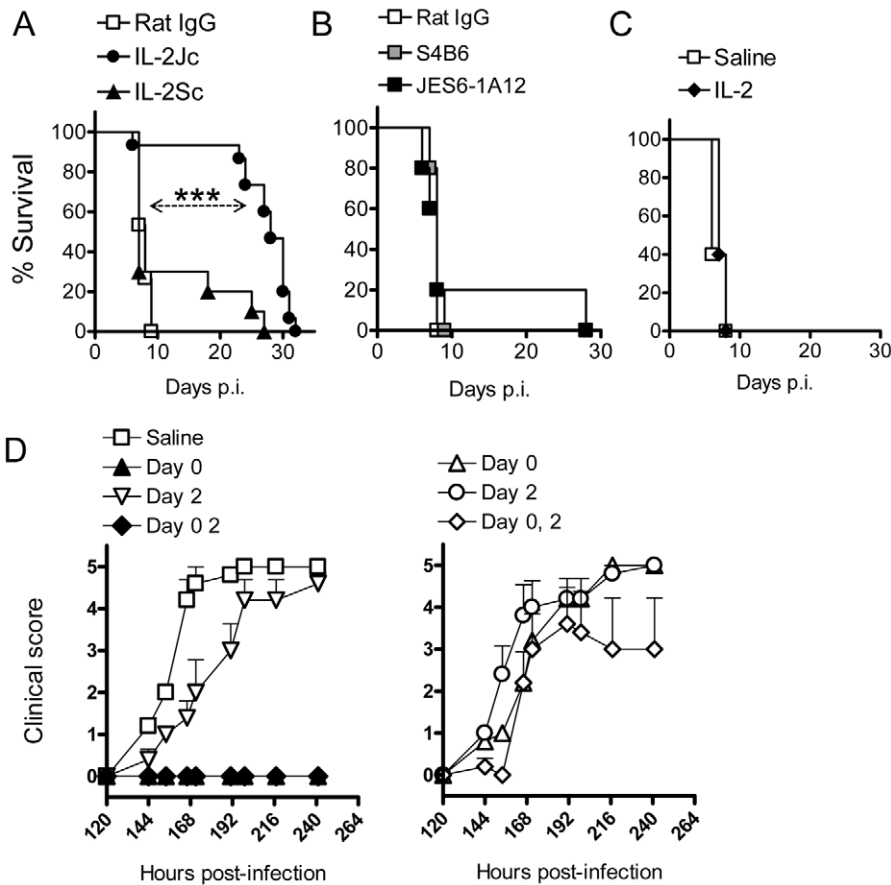 A
Rat IgG
IL-2Jc
IL-2Sc
100
80
60
40
20
0
***
% Survival
0 10 20 30
Days p.i.
B
Rat IgG
S4B6
JES6-1A12
100
80
60
40
20
0
0 10 20 30
Days p.i.
C
Saline
IL-2
100
80
60
40
20
0
0 10 20 30
Days p.i.
D
Saline
Day 0
Day 2
Day 0 2
5
4
3
2
1
0
Clinical score
120 144 168 192 216 240 264
Hours post-infection
Day 0
Day 2
Day 0, 2
5
4
3
2
1
0
120 144 168 192 216 240 264
Hours post-infection